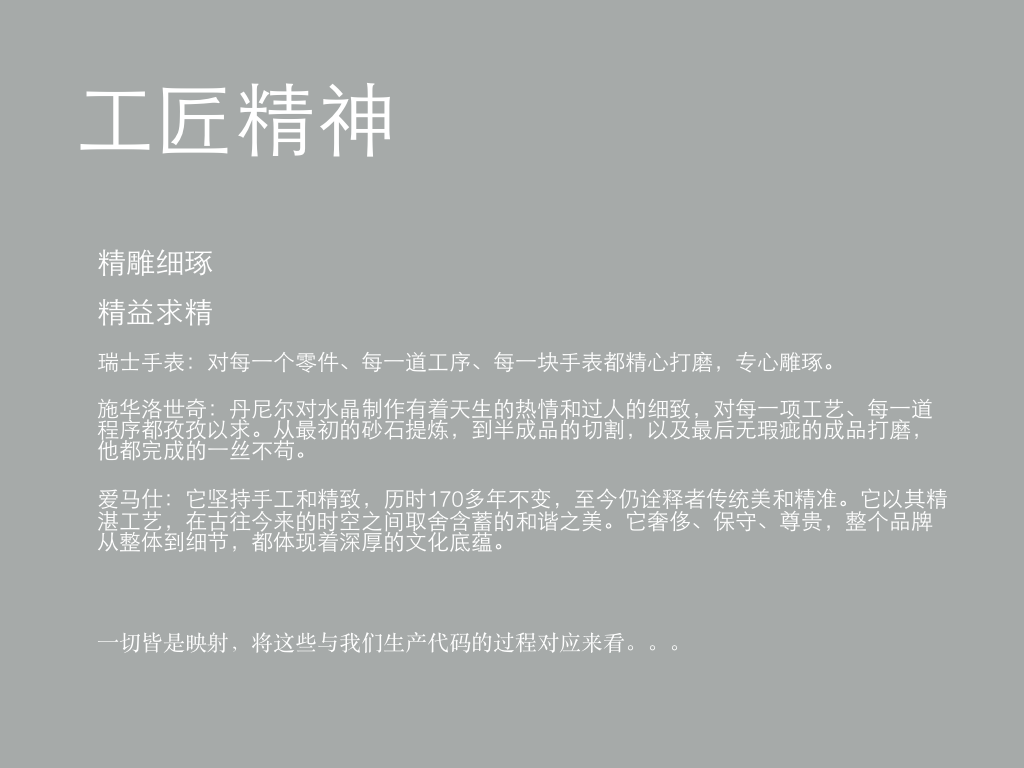 工匠精神
精雕细琢
精益求精
瑞士手表：对每一个零件、每一道工序、每一块手表都精心打磨，专心雕琢。
施华洛世奇：丹尼尔对水晶制作有着天生的热情和过人的细致，对每一项工艺、每一道
程序都孜孜以求。从最初的砂石提炼，到半成品的切割，以及最后无瑕疵的成品打磨，
他都完成的一丝不苟。
爱马仕：它坚持手工和精致，历时170多年不变，至今仍诠释者传统美和精准。它以其精
湛工艺，在古往今来的时空之间取舍含蓄的和谐之美。它奢侈、保守、尊贵，整个品牌
从整体到细节，都体现着深厚的文化底蕴。
一切皆是映射，将这些与我们生产代码的过程对应来看。。。